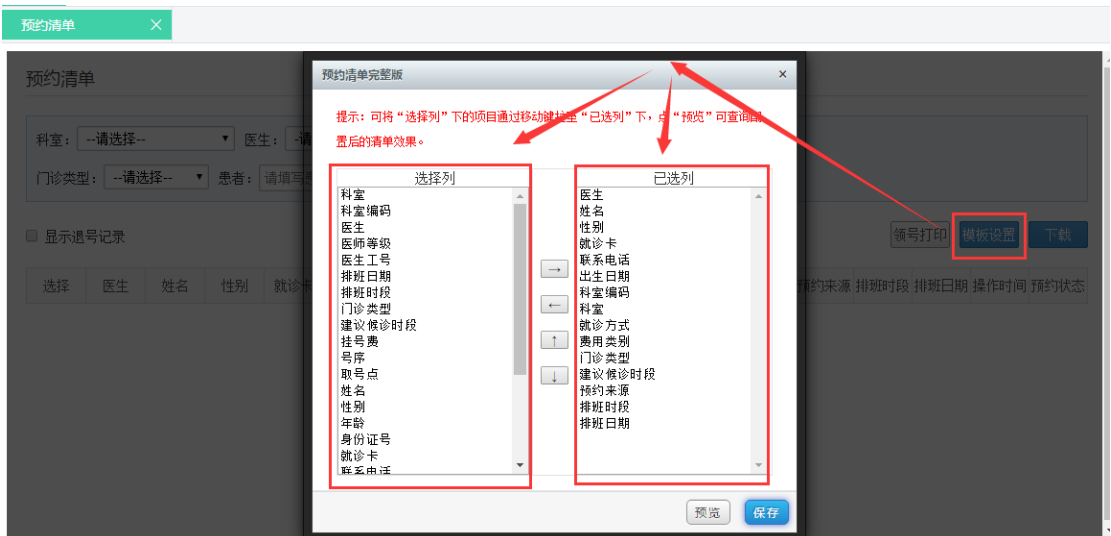 预约清单
预约清单
科室： --请选择-- 医生： -请
门诊类型： --请选择-- 患者： 请填写
显示退号记录
领号打印 模板设置 下载
选择 医生 姓名 性别 就诊 预约来源 排班时段 排班日期 操作时间 预约状态
预约清单完整版 ×
提示：可将“选择列”下的项目通过移动键拉至“已选列”下，点“预览”可查询配
置后的清单效果。
选择列
科室
科室编码
医生
医师等级
医生工号
排班日期
排班时段
门诊类型
建议候诊时段
挂号费
号序
取号点
姓名
性别
年龄
身份证号
就诊卡
联系电话
→
←
↑
↓
已选列
医生
姓名
性别
就诊卡
联系电话
出生日期
科室编码
科室
就诊方式
费用类别
门诊类型
建议候诊时段
预约来源
排班时段
排班日期
预览 保存